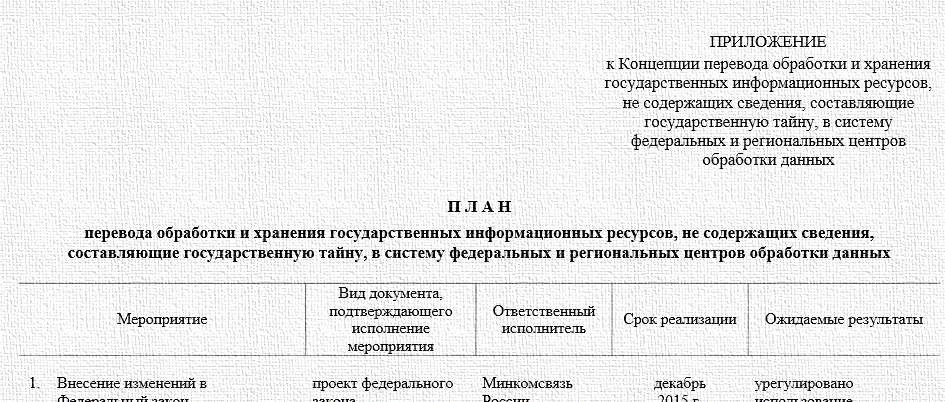 ПРИЛОЖЕНИЕ
к Концепции перевода обработки и хранения
государственных информационных ресурсов,
не содержащих сведения, составляющие
государственную тайну, в систему
федеральных и региональных центров
обработки данных
П Л А Н
перевода обработки и хранения государственных информационных ресурсов, не содержащих сведения,
составляющие государственную тайну, в систему федеральных и региональных центров обработки данных
Мероприятие
Вид документа,
подтверждающего
исполнение
мероприятия
Ответственный
исполнитель
Срок реализации
Ожидаемые результаты
1. Внесение изменений в
Федеральный закон
проект федерального
закона
Минкомсвязь
России
декабрь
2015 г.
урегулировано
использование